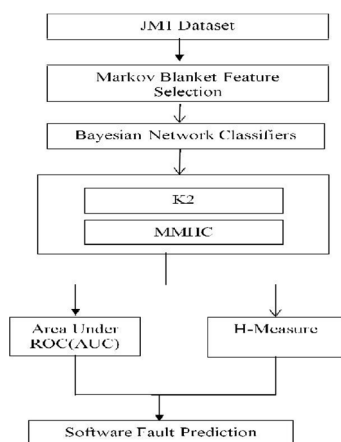 JM1 Dataset
Markov Blanket Feature
Selection
Bayesian Network Classifiers
K2
MMHC
Area Under
ROC(AUC)
H-Measure
Software Fault Prediction